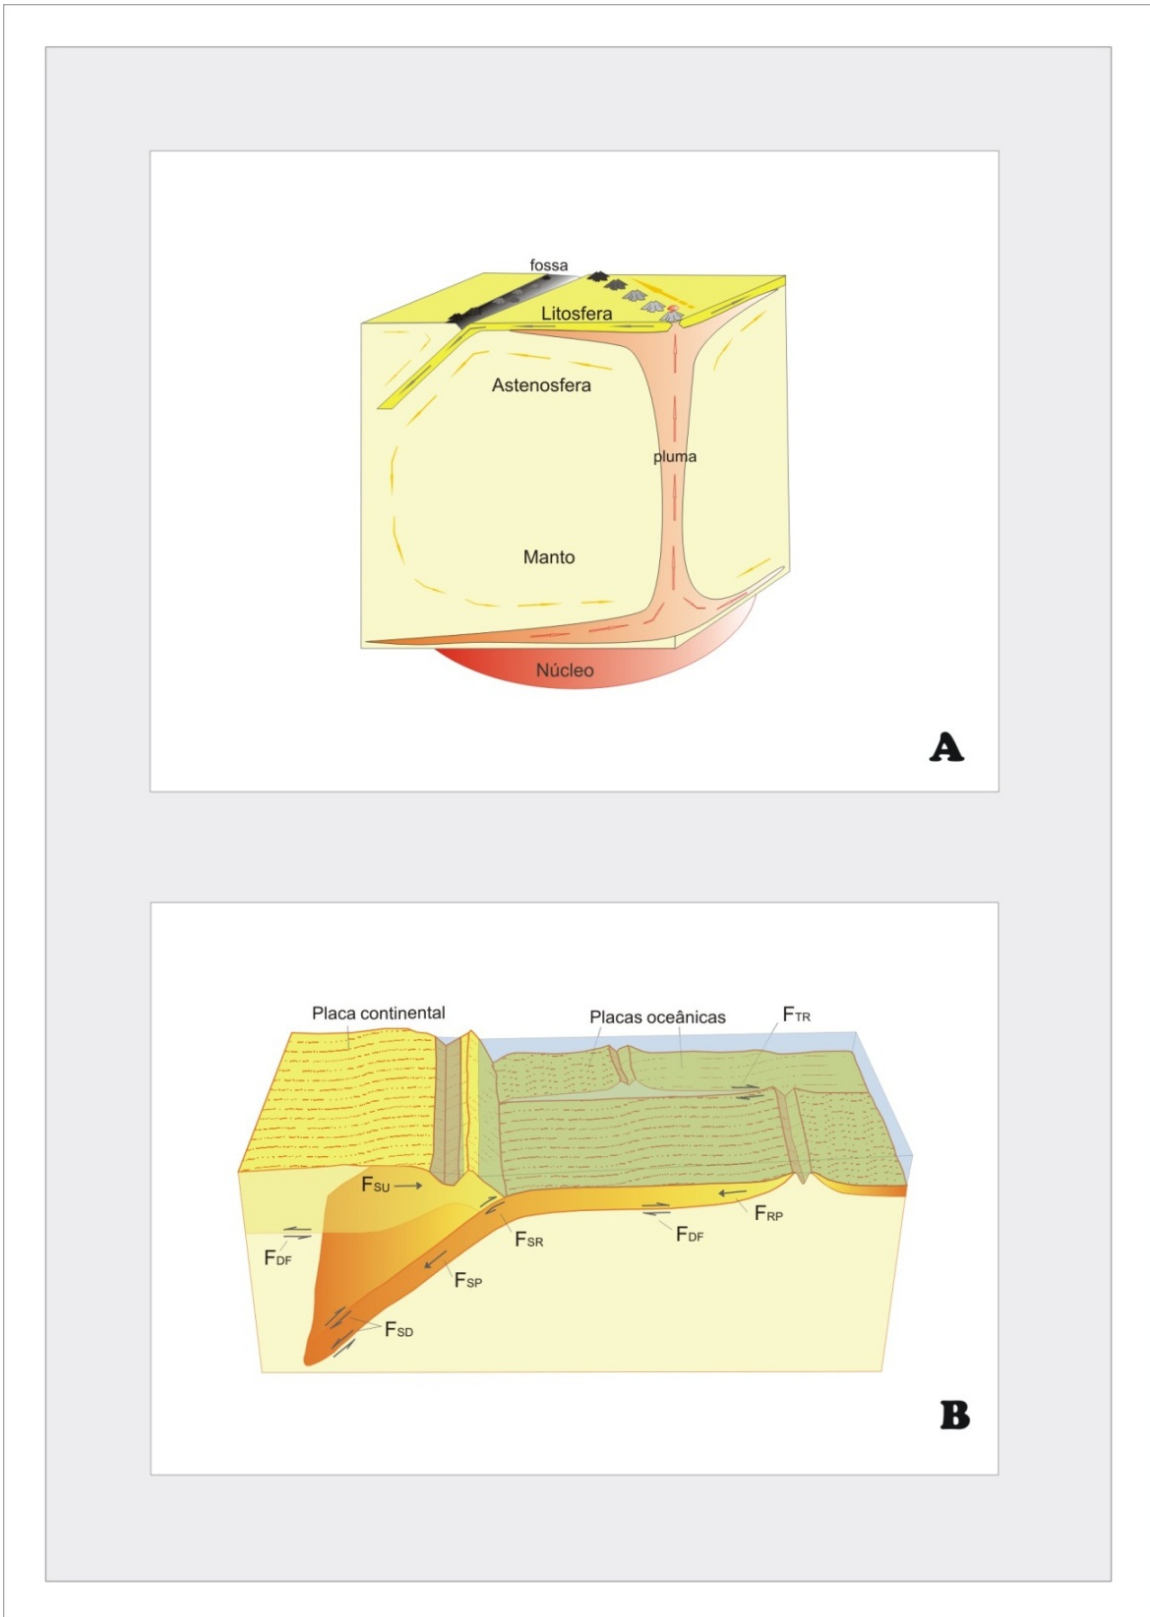 fossa
Litosfera
Astenosfera
pluma
Manto
Núcleo
A
Placa continental
Placas oceânicas
FTR
FSU
FRP
FSR
FDF
FDF
FSP
FSD
B